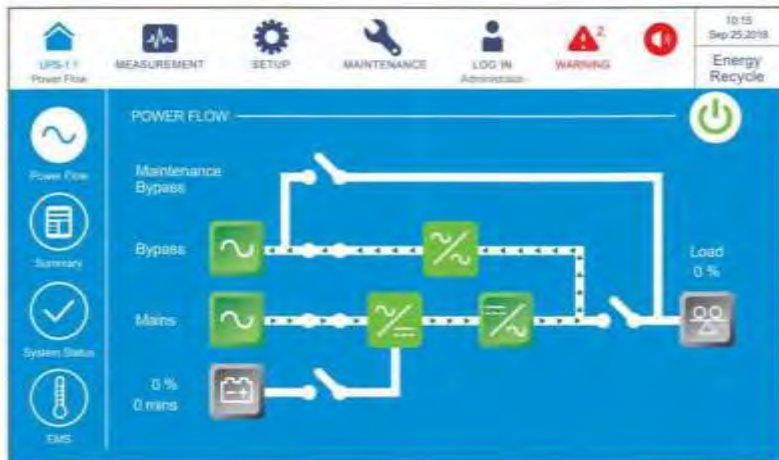 UPS-1.1
Power Flow
MEASUREMENT
SETUP
MAINTENANCE
LOG IN
Administrator
2
WARNING
10:15
Sep 25,2018
Energy
Recycle
POWER FLOW
Power Flow
Summary
System Status
EMS
Maintenance
Bypass
Bypass
Mains
0 %
0 mins
Load
0 %